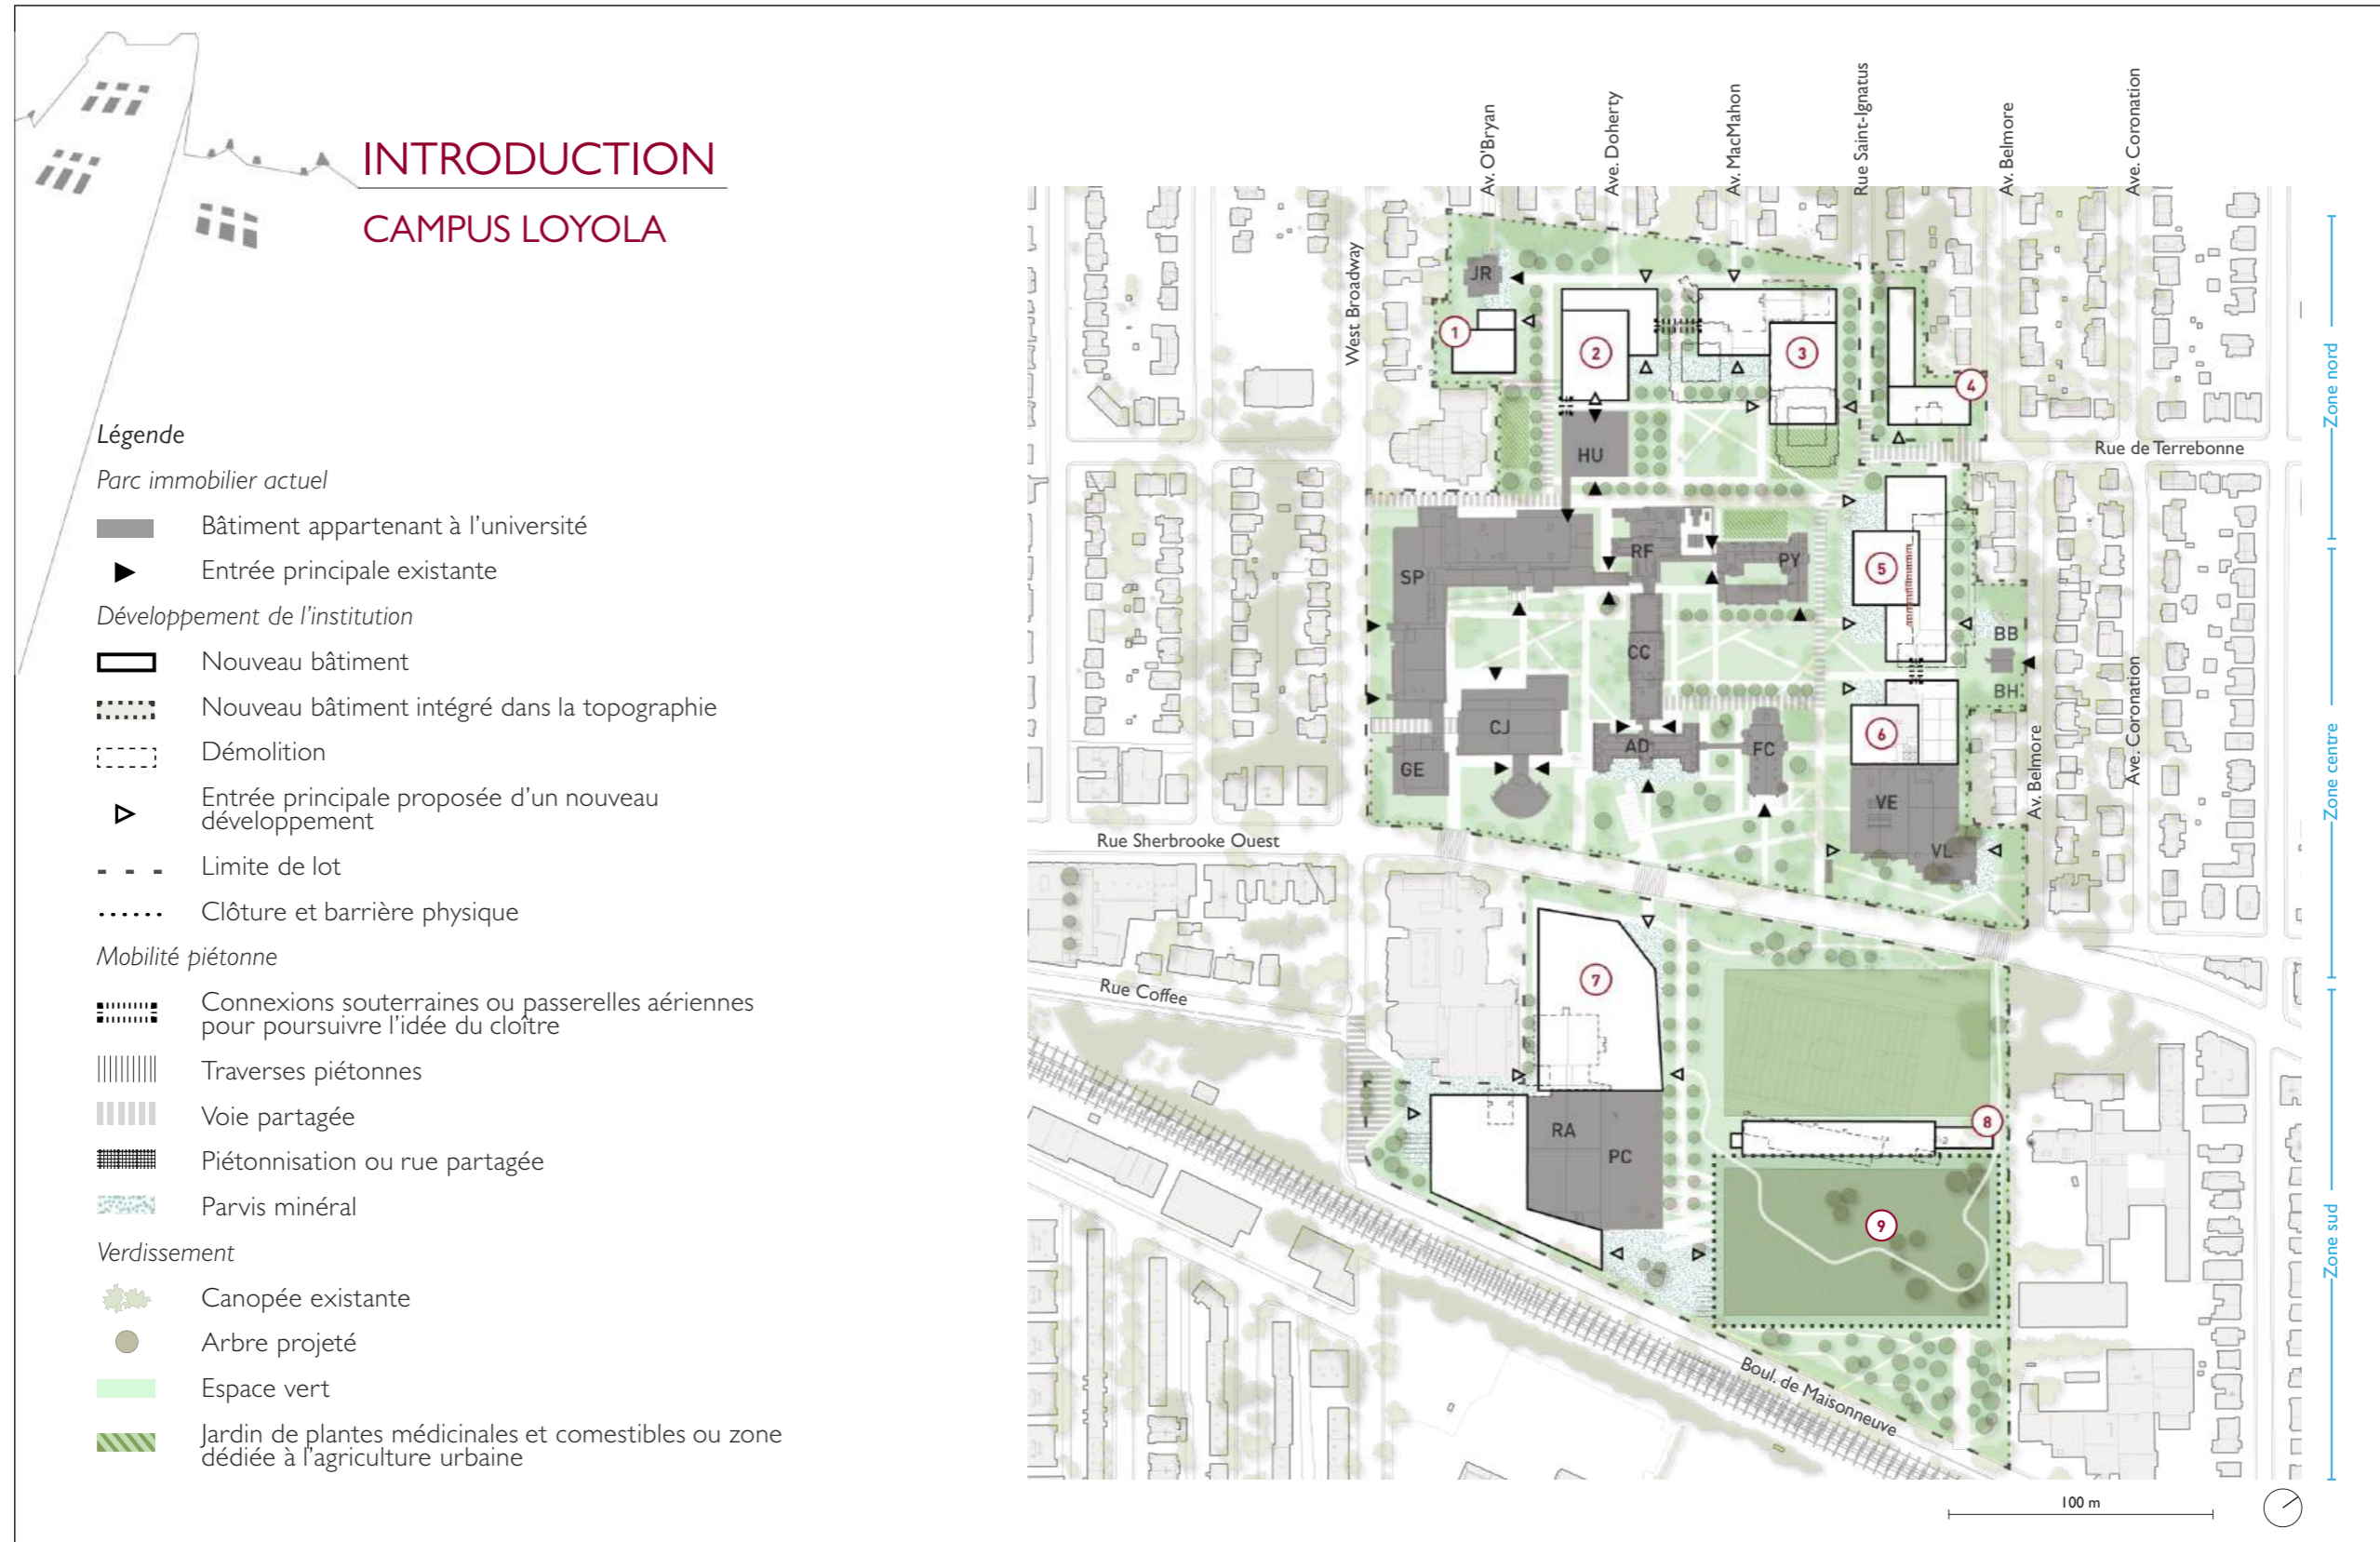 INTRODUCTION
CAMPUS LOYOLA
Légende
Parc immobilier actuel
Bâtiment appartenant à l'université
Entrée principale existante
Développement de l'institution
Nouveau bâtiment
Nouveau bâtiment intégré dans la topographie
Démolition
Entrée principale proposée d'un nouveau
développement
Limite de lot
Clôture et barrière physique
Mobilité piétonne
Connexions souterraines ou passerelles aériennes
pour poursuivre l'idée du cloître
Traverses piétonnes
Voie partagée
Piétonnisation ou rue partagée
Parvis minéral
Verdissement
Canopée existante
Arbre projeté
Espace vert
Jardin de plantes médicinales et comestibles ou zone
dédiée à l'agriculture urbaine
Av. O'Bryan
Ave. Doherty
Av. MacMahon
Rue Saint-Ignatus
Av. Belmore
Ave. Coronation
West Broadway
JR
1
2
3
4
Zone nord
Rue de Terrebonne
HU
RF
PY
SP
5
CC
BB
BH
CJ
AD
FC
6
GE
VE
VL
Av. Belmore
Ave. Coronation
Zone centre
Rue Sherbrooke Ouest
7
Rue Coffee
8
RA
PC
9
Zone sud
Boul. de Maisonneuve
100 m